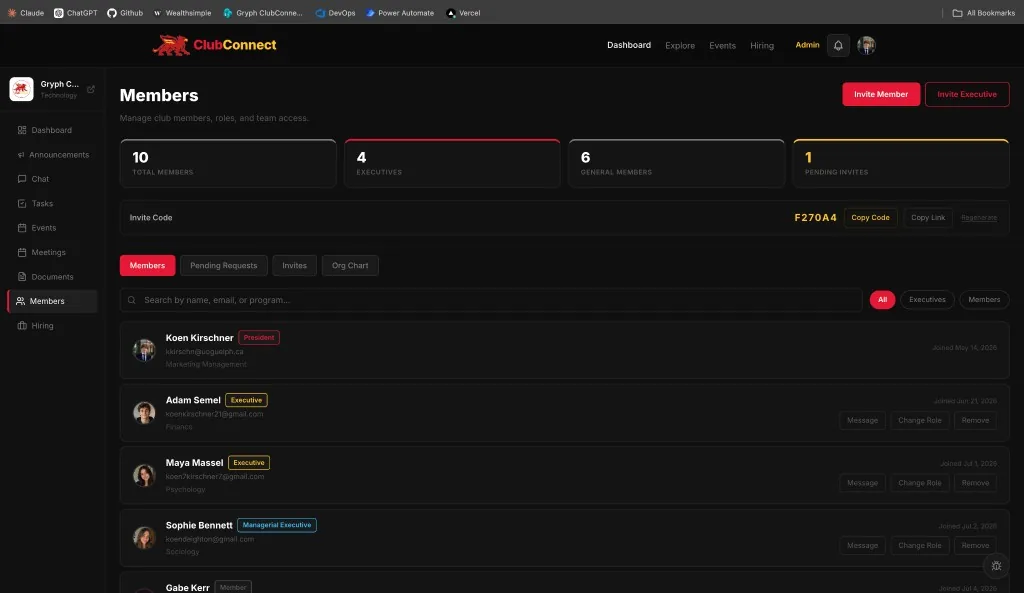 Claude ChatGPT Github Wealthsimple Gryph ClubConne... DevOps Power Automate Vercel All Bookmarks
ClubConnect Dashboard Explore Events Hiring Admin
Gryph C...
Technology
Dashboard
Announcements
Chat
Tasks
Events
Meetings
Documents
Members
Hiring
Members
Manage club members, roles, and team access.
Invite Member Invite Executive
10
TOTAL MEMBERS
4
EXECUTIVES
6
GENERAL MEMBERS
1
PENDING INVITES
Invite Code F270A4 Copy Code Copy Link Regenerate
Members Pending Requests Invites Org Chart
Search by name, email, or program... All Executives Members
Koen Kirschner President
kkirschn@uoguelph.ca
Marketing Management
Joined May 14, 2026
Adam Semel Executive
koenkirschner21@gmail.com
Finance
Joined Jun 21, 2026
Message Change Role Remove
Maya Massel Executive
koen7kirschner7@gmail.com
Psychology
Joined Jul 1, 2026
Message Change Role Remove
Sophie Bennett Managerial Executive
koendeighton@gmail.com
Sociology
Joined Jul 2, 2026
Message Change Role Remove
Gabe Kerr Member
Joined Jul 4, 2026